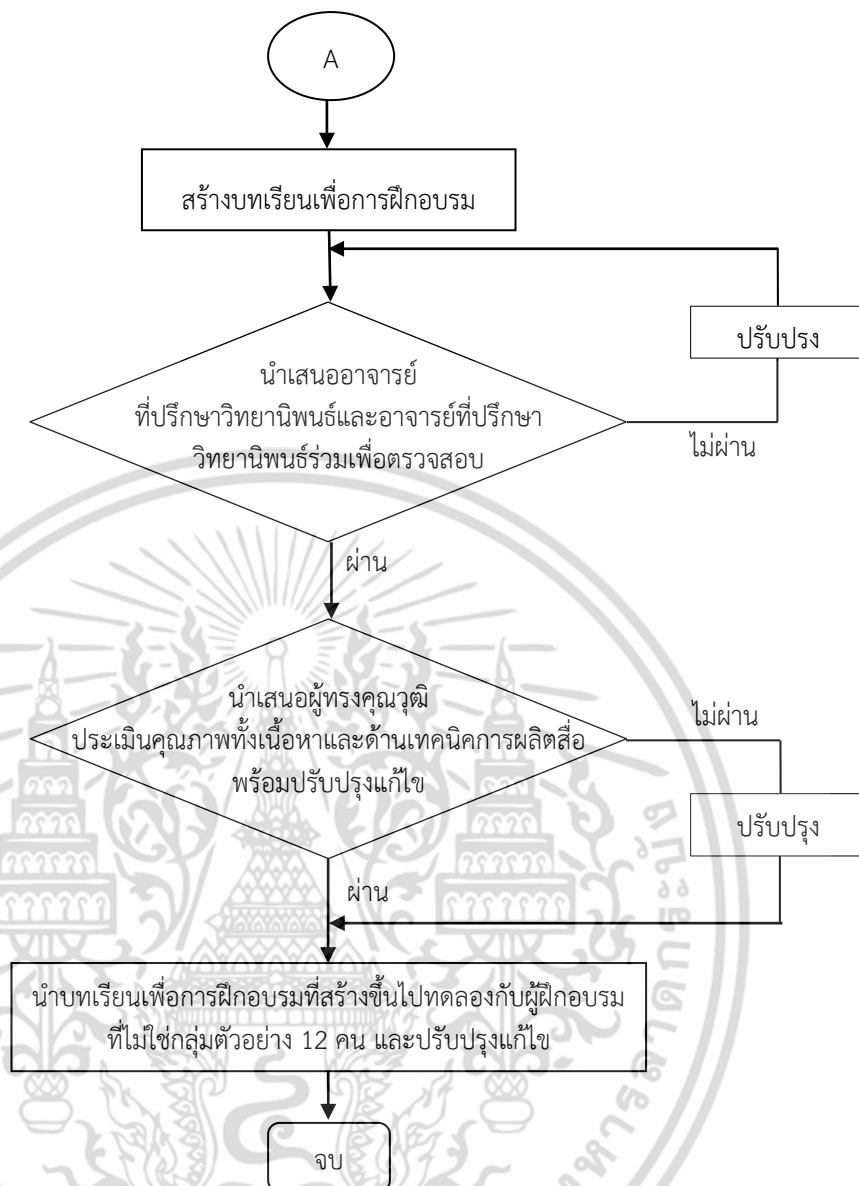 A
สร้างบทเรียนเพื่อการฝึกอบรม
ปรับปรง
นำเสนออาจารย์
ที่ปรึกษาวิทยานิพนธ์และอาจารย์ที่ปรึกษา
วิทยานิพนธ์ร่วมเพื่อตรวจสอบ
ไม่ผ่าน
ผ่าน
นำเสนอผู้ทรงคุณวุฒิ
ประเมินคุณภาพทั้งเนื้อหาและด้านเทคนิคการผลิตสื่อ
พร้อมปรับปรุงแก้ไข
ไม่ผ่าน
ปรับปรุง
ผ่าน
นำบทเรียนเพื่อการฝึกอบรมที่สร้างขึ้นไปทดลองกับผู้ฝึกอบรม
ที่ไม่ใช่กลุ่มตัวอย่าง 12 คน และปรับปรุงแก้ไข
จบ